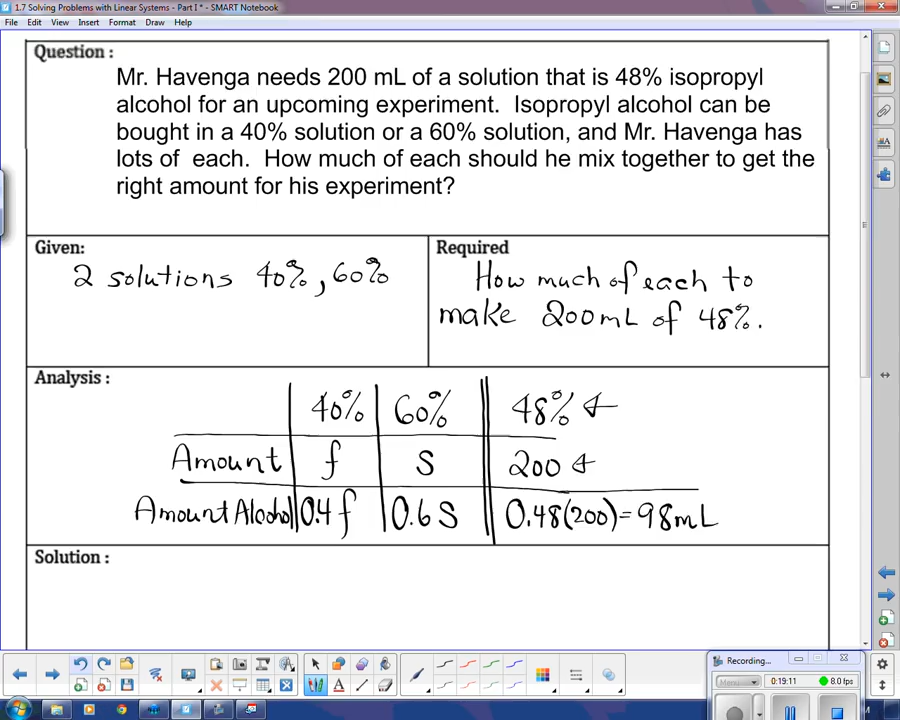 1.7 Solving Problems with Linear Systems - Part I * - SMART Notebook
File Edit View Insert Format Draw Help
Question :
Mr. Havenga needs 200 mL of a solution that is 48% isopropyl
alcohol for an upcoming experiment. Isopropyl alcohol can be
bought in a 40% solution or a 60% solution, and Mr. Havenga has
lots of each. How much of each should he mix together to get the
right amount for his experiment?
Given:
2 solutions 40%, 60%
Required
How much of each to
make 200mL of 48%.
Analysis :
40% 60% 48% ←
Amount f S 200 ←
Amount Alcohol 0.4f 0.6S 0.48(200)=98mL
Solution :
Recording...
Menu 0:19:11 8.0 fps